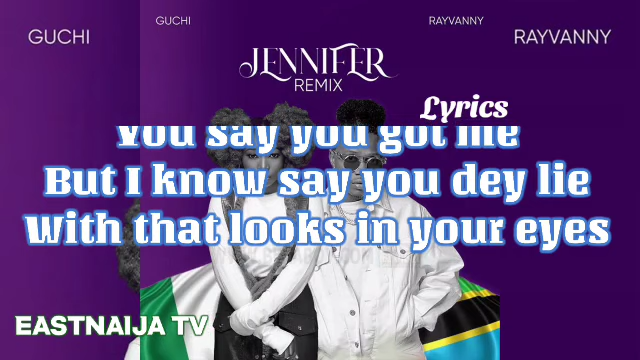 GUCHI
GUCHI
RAYVANNY
RAYVANNY
JENNIFER
REMIX
Lyrics
You say you got me
But I know say you dey lie
With that looks in your eyes
EASTNAIJA TV